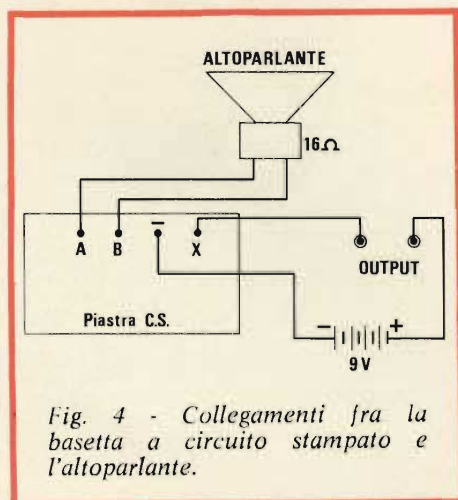 ALTOPARLANTE
16Ω
A B – X
OUTPUT
Piastra C.S.
– +
9V
Fig. 4 - Collegamenti fra la
basetta a circuito stampato e
l'altoparlante.